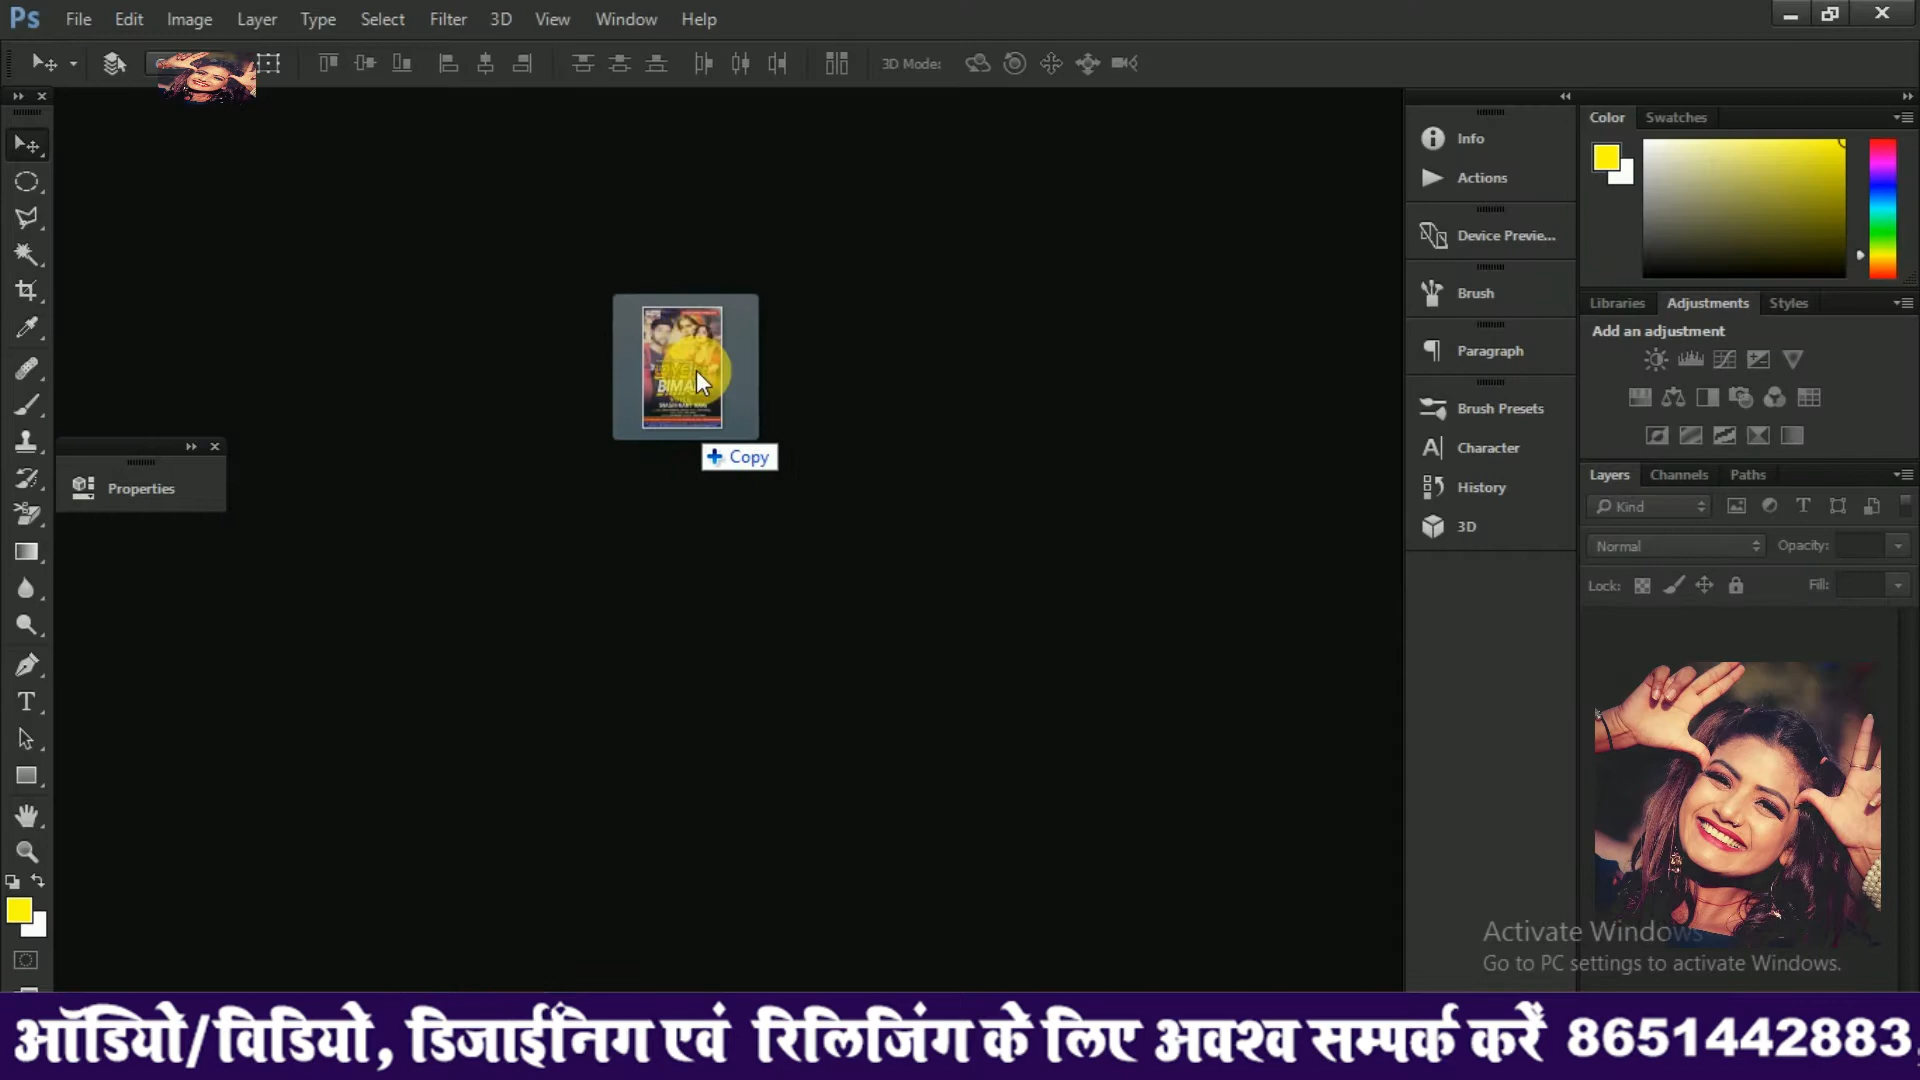 Ps File Edit Image Layer Type Select Filter 3D View Window Help
3D Mode:
Color Swatches
Info
Actions
Device Previe...
Brush
Paragraph
Brush Presets
Character
History
3D
Libraries Adjustments Styles
Add an adjustment
Layers Channels Paths
Kind
Normal Opacity:
Lock: Fill:
BIMA
Copy
Properties
T
Activate Windows
Go to PC settings to activate Windows.
ऑडियो/विडियो, डिजाईनिग एवं रिलिजिंग के लिए अवश्व सम्पर्क करें 8651442883,